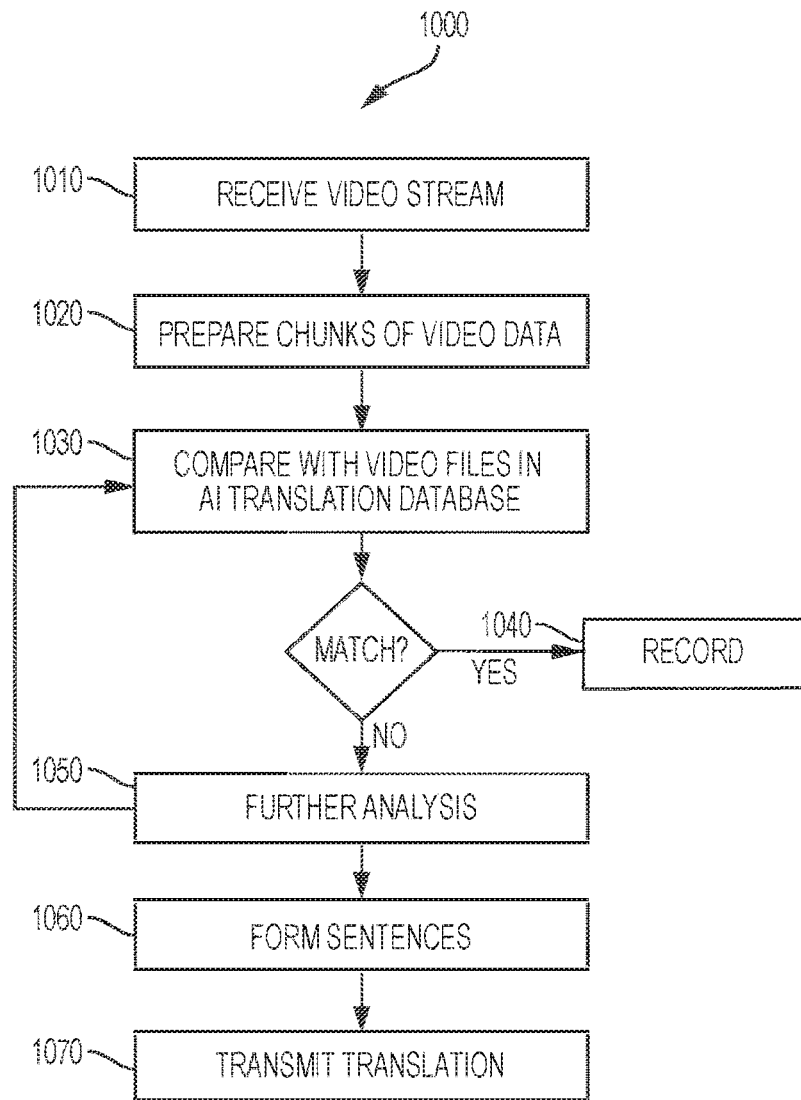 1000
1010
RECEIVE VIDEO STREAM
1020
PREPARE CHUNKS OF VIDEO DATA
1030
COMPARE WITH VIDEO FILES IN
AI TRANSLATION DATABASE
MATCH?
1040
YES
RECORD
NO
1050
FURTHER ANALYSIS
1060
FORM SENTENCES
1070
TRANSMIT TRANSLATION